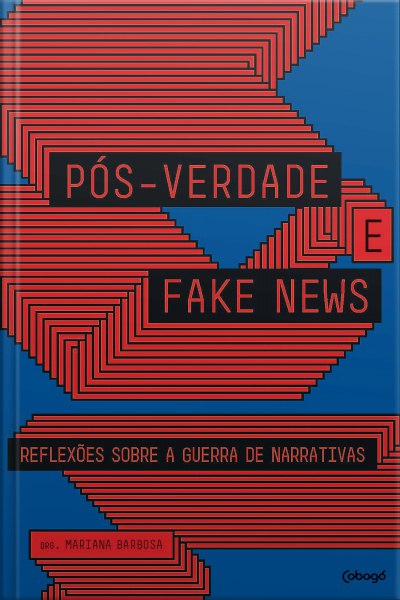 PÓS-VERDADE
E
FAKE NEWS
REFLEXÕES SOBRE A GUERRA DE NARRATIVAS
ORG. MARIANA BARBOSA
Cobogó